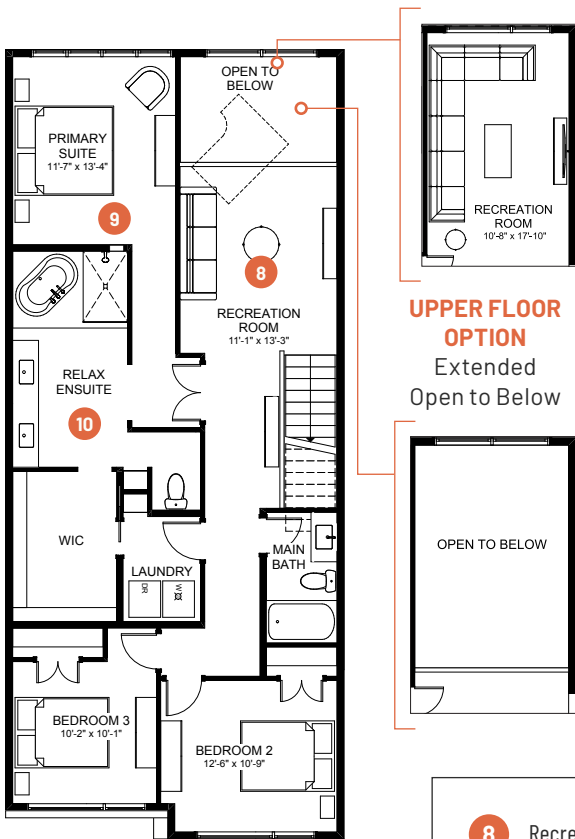 OPEN TO
BELOW
PRIMARY
SUITE
11'-7" x 13'-4"
9
8
RECREATION
ROOM
11'-1" x 13'-3"
RELAX
ENSUITE
10
WIC
LAUNDRY
DR
W
MAIN
BATH
BEDROOM 3
10'-2" x 10'-1"
BEDROOM 2
12'-6" x 10'-9"
RECREATION
ROOM
10'-8" x 17'-10"
UPPER FLOOR
OPTION
Extended
Open to Below
OPEN TO BELOW
8 Recre